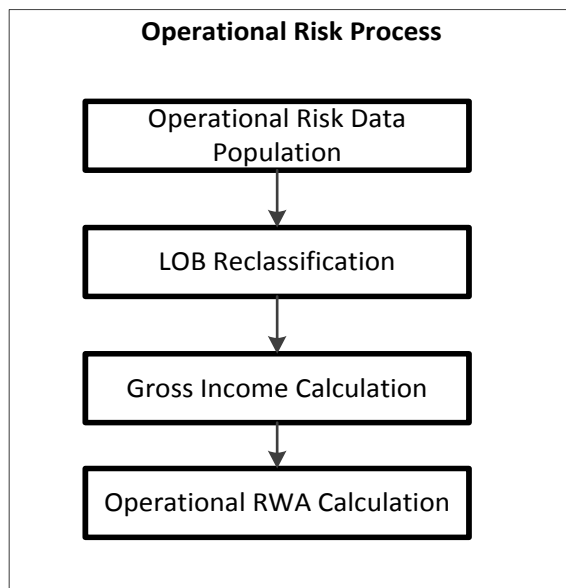 Operational Risk Process
Operational Risk Data
Population
LOB Reclassification
Gross Income Calculation
Operational RWA Calculation